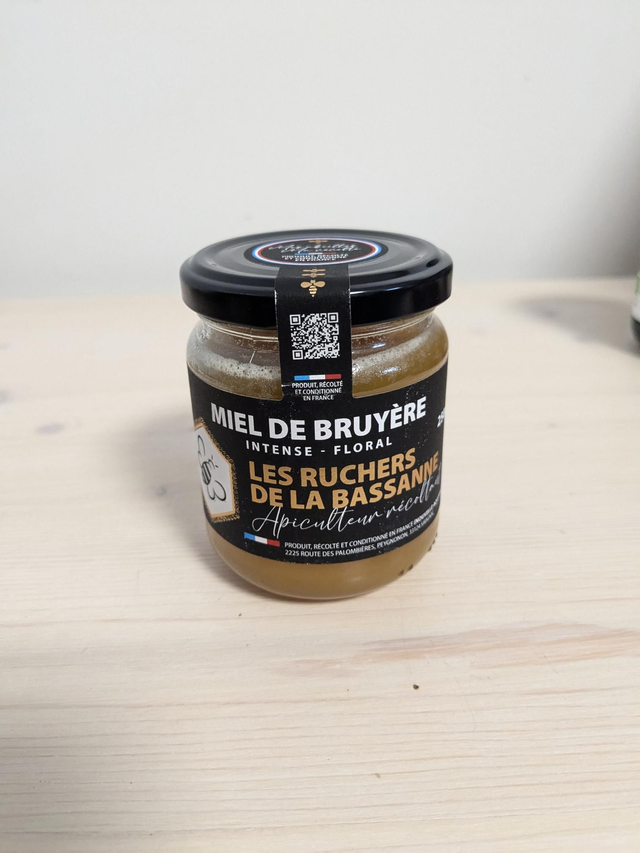 PRODUIT, RÉCOLTÉ
ET CONDITIONNÉ
EN FRANCE
MIEL DE BRUYÈRE
INTENSE - FLORAL
LES RUCHERS
DE LA BASSANNE
Apiculteur récoltant
PRODUIT, RÉCOLTÉ ET CONDITIONNÉ EN FRANCE
2225 ROUTE DES PALOMBIÈRES, PEYGNONON,